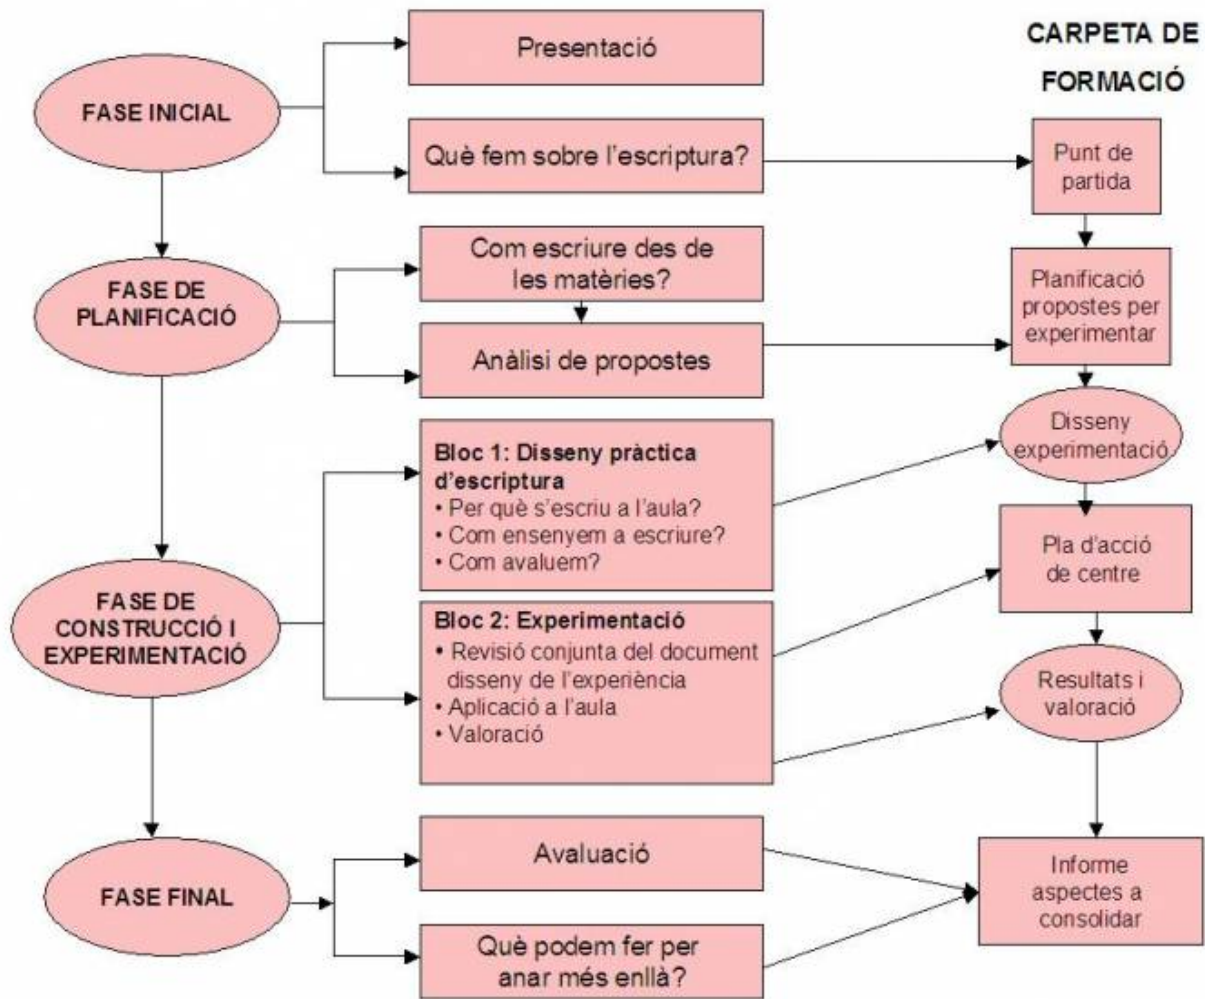 CARPETA DE
FORMACIÓ
FASE INICIAL
Presentació
Què fem sobre l'escriptura?
Punt de
partida
FASE DE
PLANIFICACIÓ
Com escriure des de
les matèries?
Anàlisi de propostes
Planificació
propostes per
experimentar
Disseny
experimentació
FASE DE
CONSTRUCCIÓ I
EXPERIMENTACIÓ
Bloc 1: Disseny pràctica
d'escriptura
• Per què s'escriu a l'aula?
• Com ensenyem a escriure?
• Com avaluem?
Pla d'acció
de centre
Bloc 2: Experimentació
• Revisió conjunta del document
disseny de l'experiència
• Aplicació a l'aula
• Valoració
Resultats i
valoració
FASE FINAL
Avaluació
Què podem fer per
anar més enllà?
Informe
aspectes a
consolidar